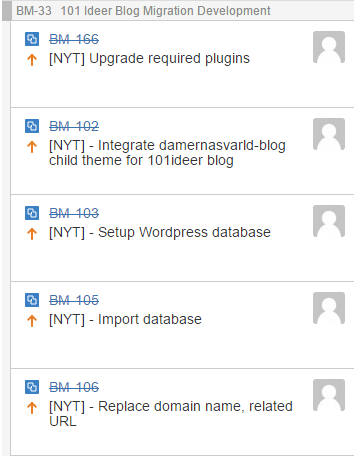 BM-33 101 Ideer Blog Migration Development
BM-166
[NYT] Upgrade required plugins
BM-102
[NYT] - Integrate damernasvarld-blog
child theme for 101ideer blog
BM-103
[NYT] - Setup Wordpress database
BM-105
[NYT] - Import database
BM-106
[NYT] - Replace domain name, related
URL